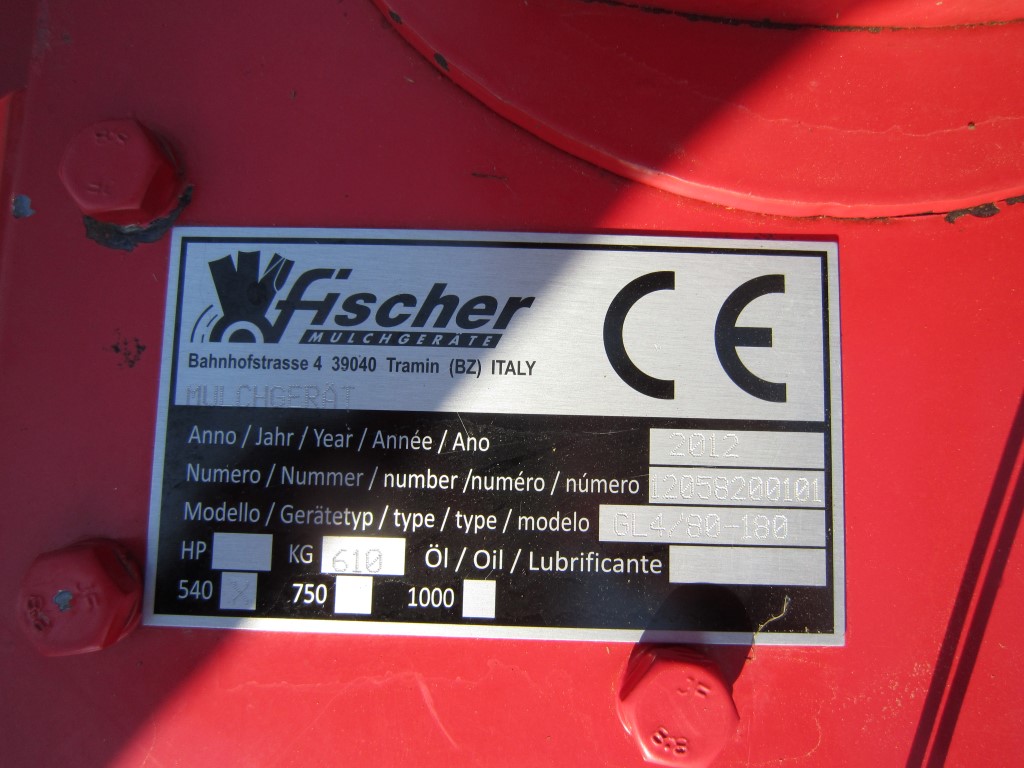 fischer
MULCHGERÄTE
CE
Bahnhofstrasse 4 39040 Tramin (BZ) ITALY
MULCHGERÄT
Anno / Jahr / Year / Année / Ano 2012
Numero / Nummer / number /numéro / número 12058200101
Modello / Gerätetyp / type / type / modelo GL4/80-180
HP KG 610 Öl / Oil / Lubrificante
540 X 750 1000
8.8